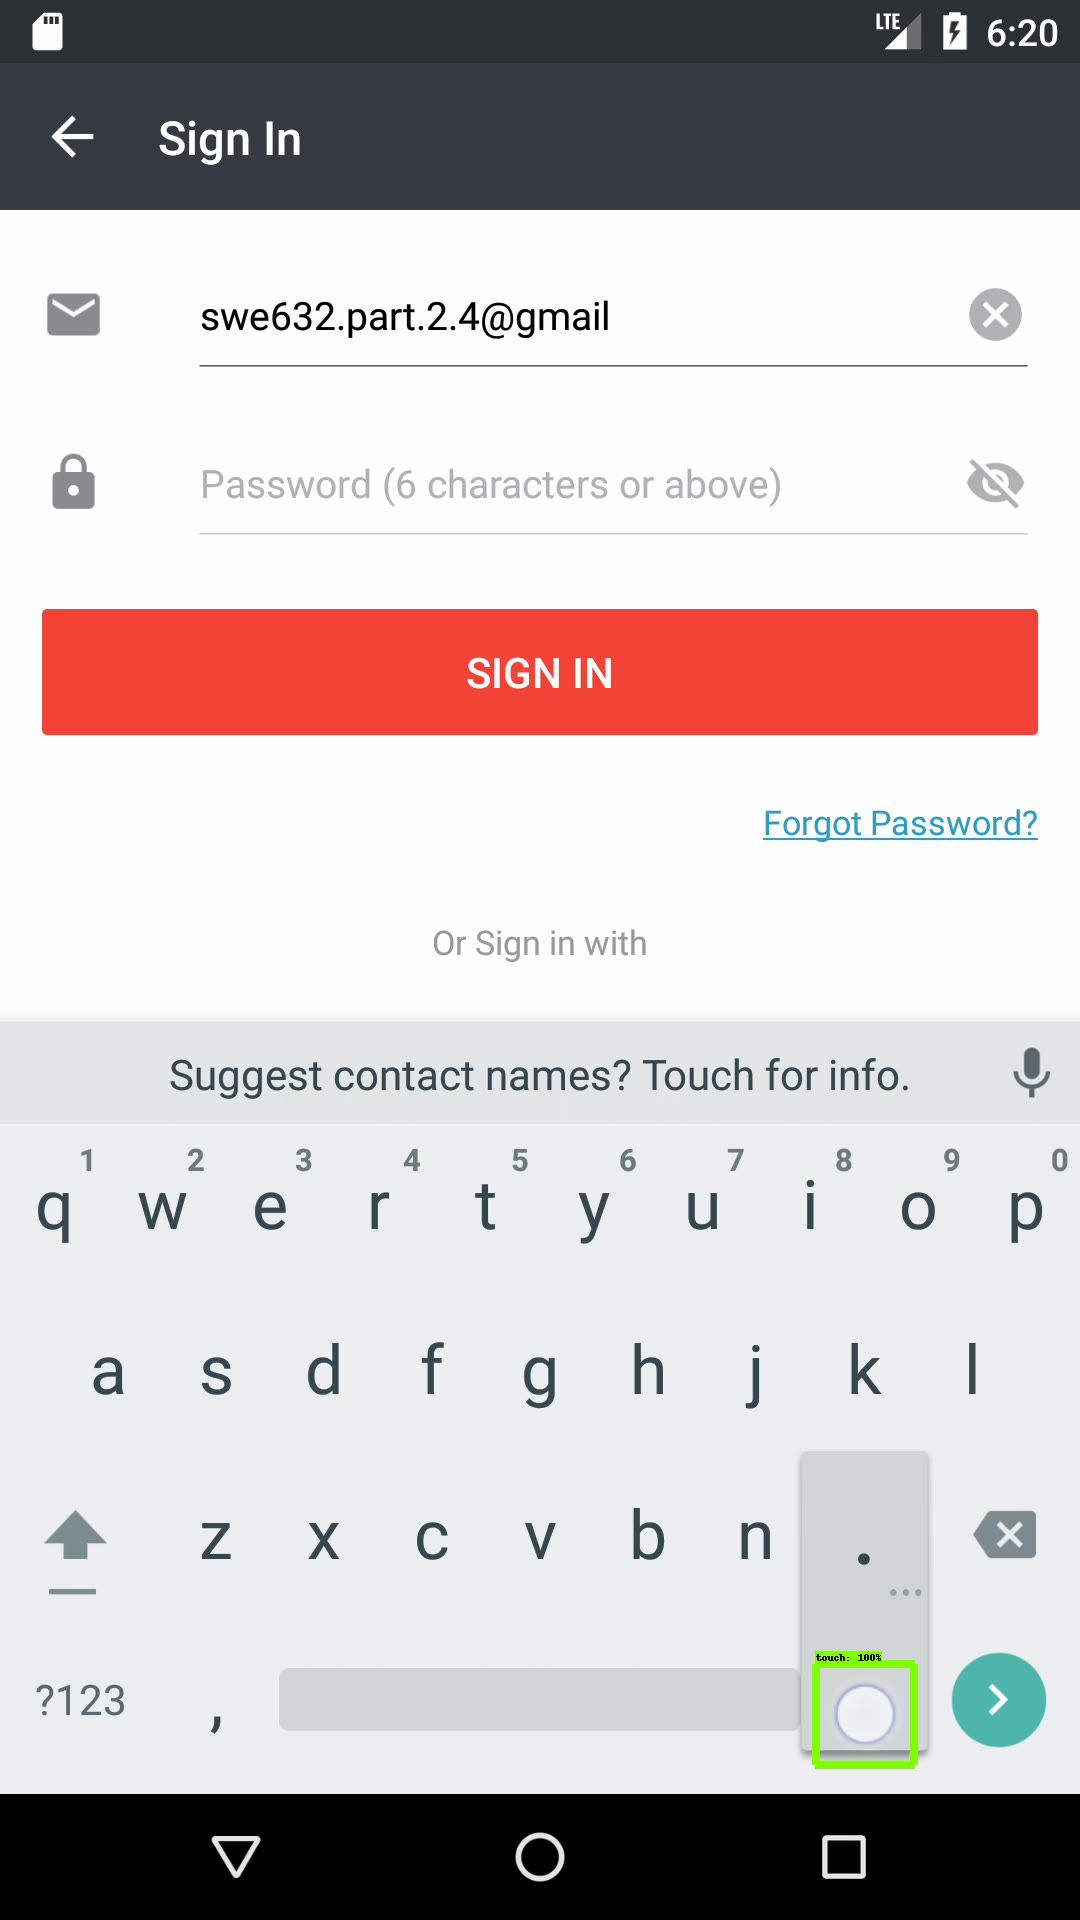 LTE 6:20
Sign In
swe632.part.2.4@gmail
Password (6 characters or above)
SIGN IN
Forgot Password?
Or Sign in with
Suggest contact names? Touch for info.
1 2 3 4 5 6 7 8 9 0
q w e r t y u i o p
a s d f g h j k l
z x c v b n .
...
touch: 100%
?123 ,